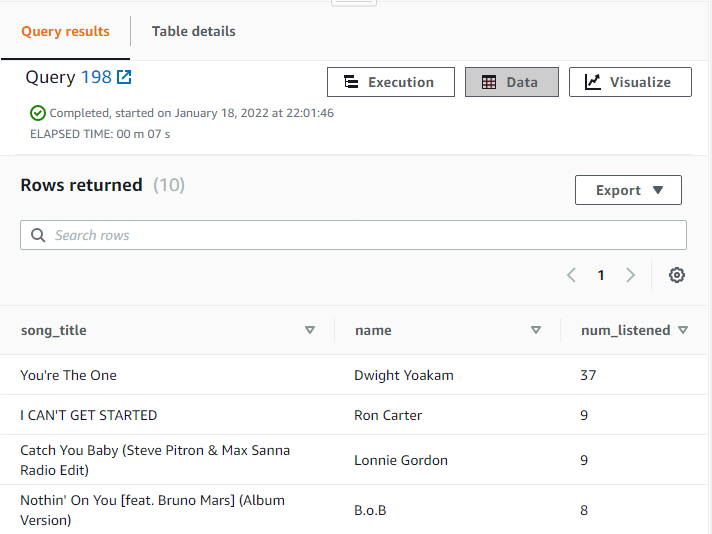 Query results
Table details
Query 198
Execution
Data
Visualize
Completed, started on January 18, 2022 at 22:01:46
ELAPSED TIME: 00 m 07 s
Rows returned (10)
Export
Search rows
1
song_title name num_listened
You're The One Dwight Yoakam 37
I CAN'T GET STARTED Ron Carter 9
Catch You Baby (Steve Pitron & Max Sanna
Radio Edit) Lonnie Gordon 9
Nothin' On You [feat. Bruno Mars] (Album
Version) B.o.B 8